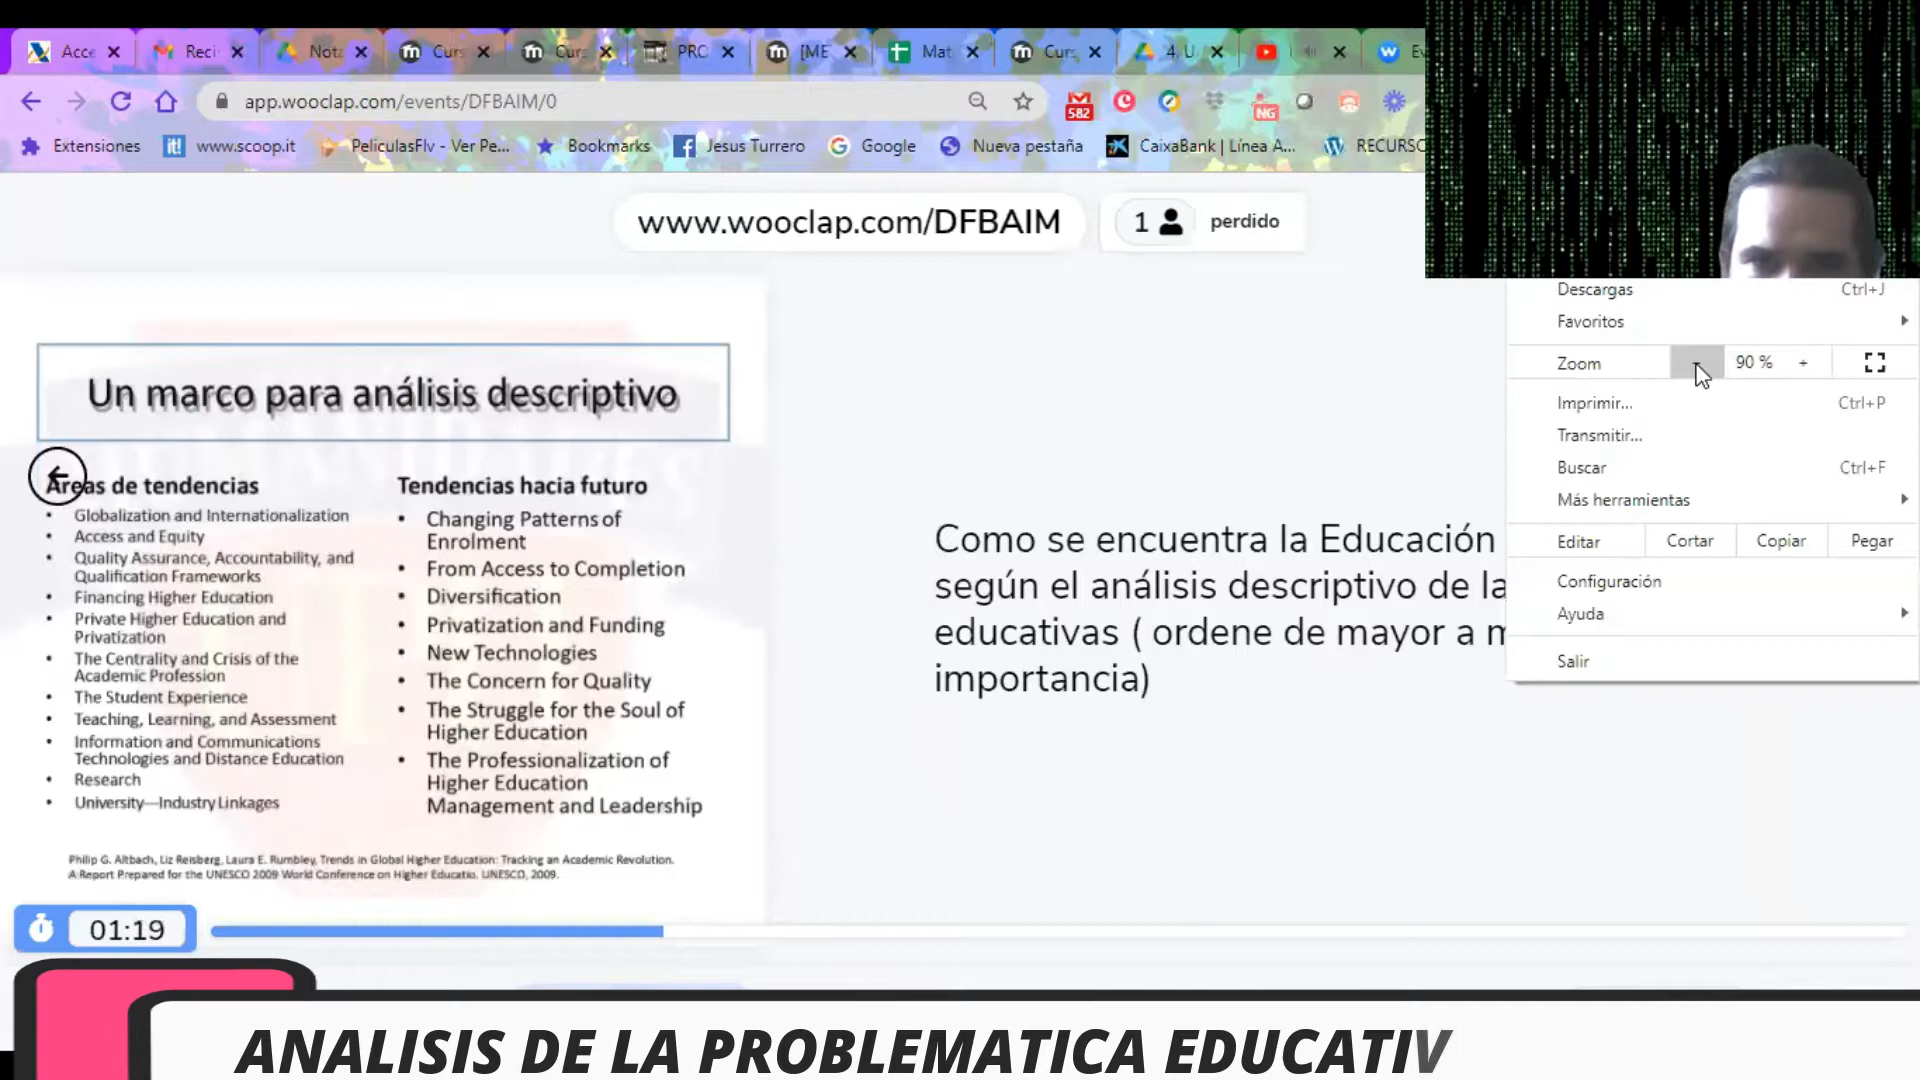 Acce
Reci
Nota
Curs
Curs
PRO
[ME
Mat
Curs
4. U
app.wooclap.com/events/DFBAIM/0
582
NG
Extensiones
it!
www.scoop.it
PeliculasFlv - Ver Pe...
Bookmarks
Jesus Turrero
Google
Nueva pestaña
CaixaBank | Línea A...
www.wooclap.com/DFBAIM
1
perdido
Descargas Ctrl+J
Favoritos
Zoom - 90 % +
Imprimir... Ctrl+P
Transmitir...
Buscar Ctrl+F
Más herramientas
Editar Cortar Copiar Pegar
Configuración
Ayuda
Salir
Un marco para análisis descriptivo
Áreas de tendencias
• Globalization and Internationalization
• Access and Equity
• Quality Assurance, Accountability, and
Qualification Frameworks
• Financing Higher Education
• Private Higher Education and
Privatization
• The Centrality and Crisis of the
Academic Profession
• The Student Experience
• Teaching, Learning, and Assessment
• Information and Communications
Technologies and Distance Education
• Research
• University—Industry Linkages
Tendencias hacia futuro
• Changing Patterns of
Enrolment
• From Access to Completion
• Diversification
• Privatization and Funding
• New Technologies
• The Concern for Quality
• The Struggle for the Soul of
Higher Education
• The Professionalization of
Higher Education
Management and Leadership
Philip G. Altbach, Liz Reisberg, Laura E. Rumbley, Trends in Global Higher Education: Tracking an Academic Revolution.
A Report Prepared for the UNESCO 2009 World Conference on Higher Educatio. UNESCO, 2009.
Como se encuentra la Educación
según el análisis descriptivo de la
educativas ( ordene de mayor a m
importancia)
01:19
ANALISIS DE LA PROBLEMATICA EDUCATIV